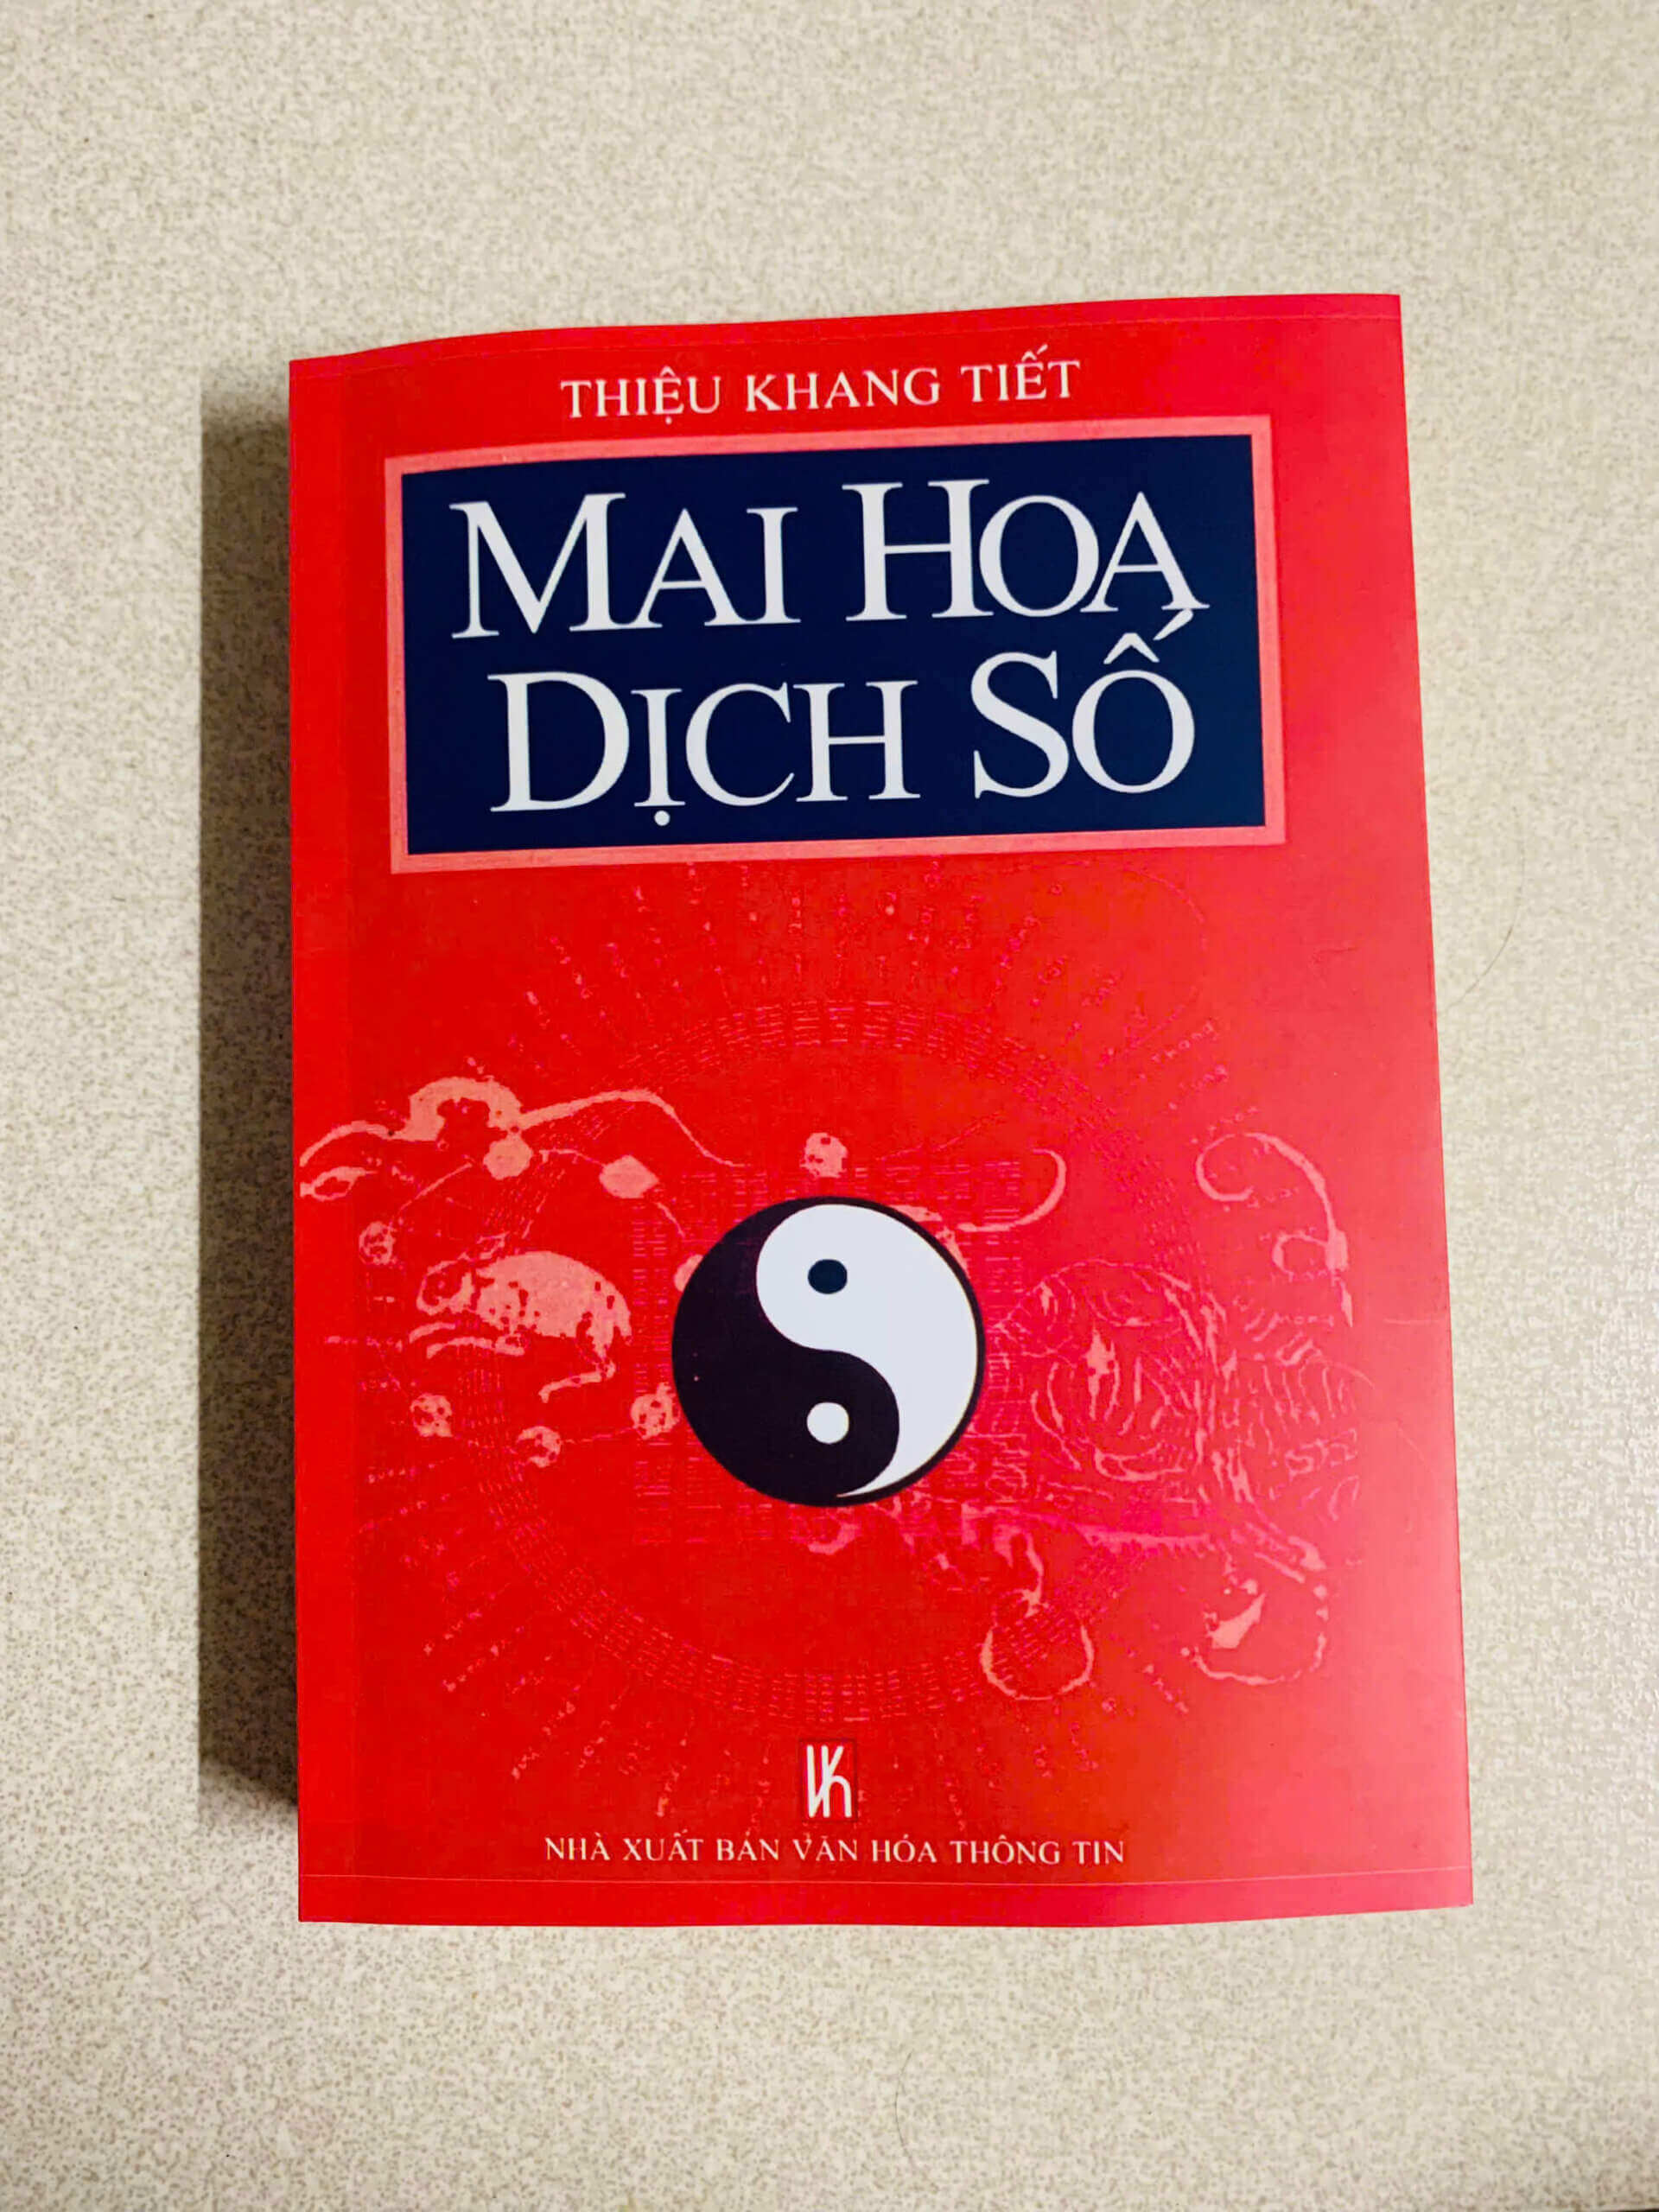 THIỆU KHANG TIẾT
MAI HOA
DỊCH SỐ
NHÀ XUẤT BẢN VĂN HÓA THÔNG TIN